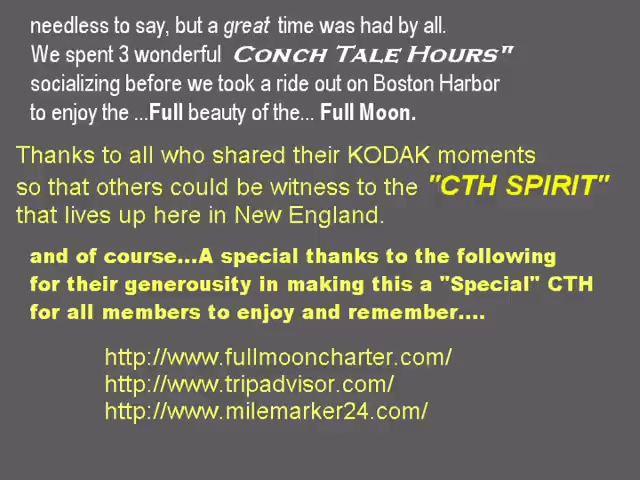 needless to say, but a great time was had by all.
We spent 3 wonderful Conch Tale Hours"
socializing before we took a ride out on Boston Harbor
to enjoy the ...Full beauty of the... Full Moon.
Thanks to all who shared their KODAK moments
so that others could be witness to the "CTH SPIRIT"
that lives up here in New England.
and of course...A special thanks to the following
for their generousity in making this a "Special" CTH
for all members to enjoy and remember....
http://www.fullmooncharter.com/
http://www.tripadvisor.com/
http://www.milemarker24.com/